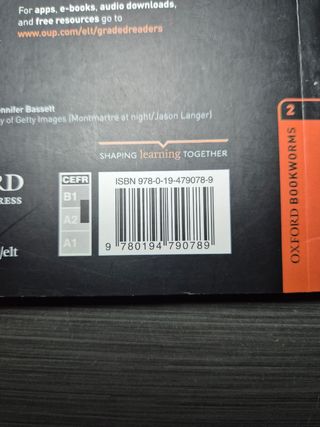 For apps, e-books, audio downloads,
and free resources go to
www.oup.com/elt/gradedreaders
nnifer Bassett
y of Getty Images (Montmartre at night/Jason Langer)
SHAPING learning TOGETHER
RD
RESS
/elt
CEFR
B1
A2
A1
ISBN 978-0-19-479078-9
9 780194 790789
2
OXFORD BOOKWORMS